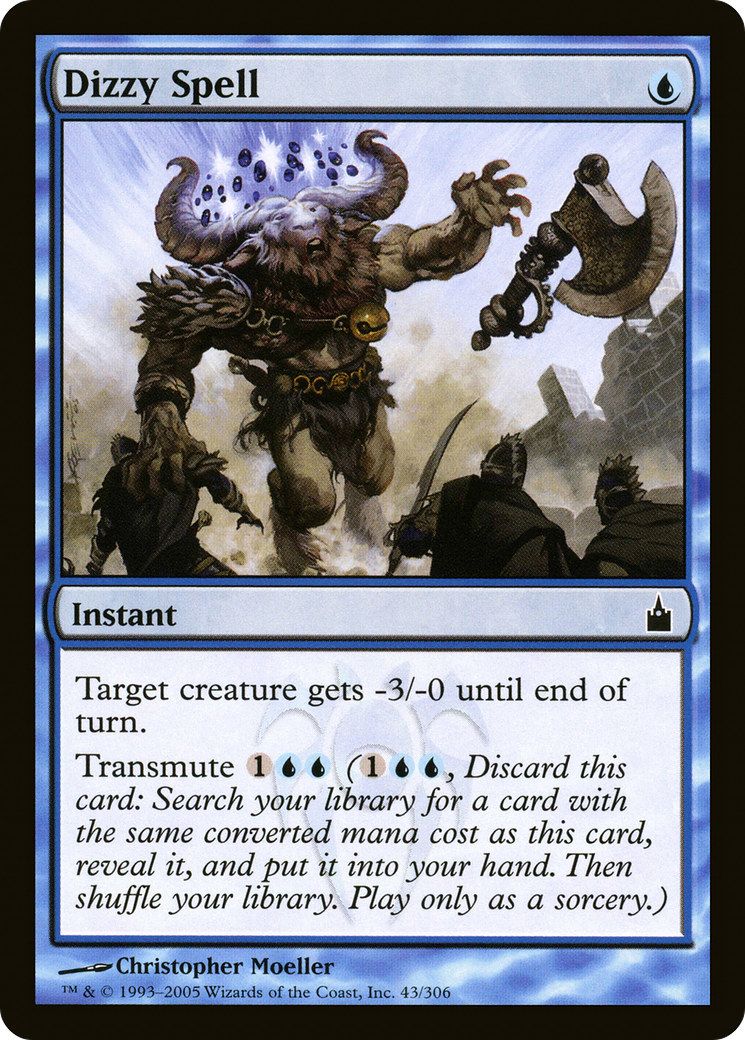 Dizzy Spell
Instant
Target creature gets -3/-0 until end of
turn.
Transmute 1 (1, Discard this
card: Search your library for a card with
the same converted mana cost as this card,
reveal it, and put it into your hand. Then
shuffle your library. Play only as a sorcery.)
Christopher Moeller
™ & © 1993–2005 Wizards of the Coast, Inc. 43/306